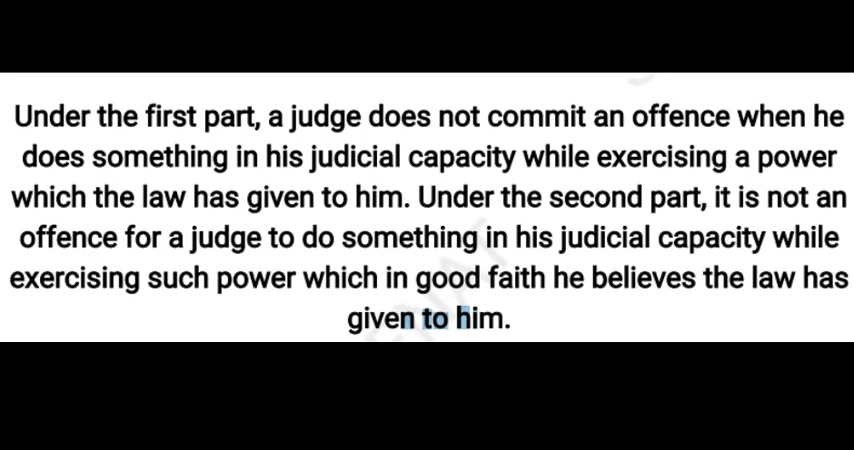 Under the first part, a judge does not commit an offence when he
does something in his judicial capacity while exercising a power
which the law has given to him. Under the second part, it is not an
offence for a judge to do something in his judicial capacity while
exercising such power which in good faith he believes the law has
given to him.